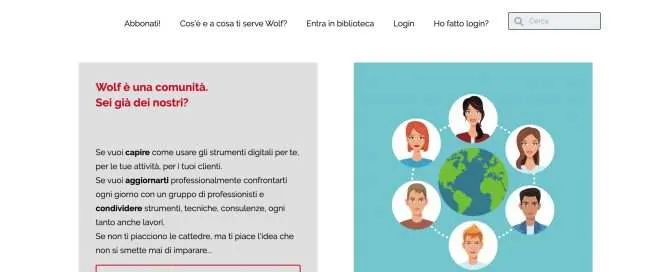 Abbonati! Cos'è e a cosa ti serve Wolf? Entra in biblioteca Login Ho fatto login? Cerca
Wolf è una comunità.
Sei già dei nostri?
Se vuoi capire come usare gli strumenti digitali per te,
per le tue attività, per i tuoi clienti.
Se vuoi aggiornarti professionalmente confrontarti
ogni giorno con un gruppo di professionisti e
condividere strumenti, tecniche, consulenze, ogni
tanto anche lavori.
Se non ti piacciono le cattedre, ma ti piace l'idea che
non si smette mai di imparare...